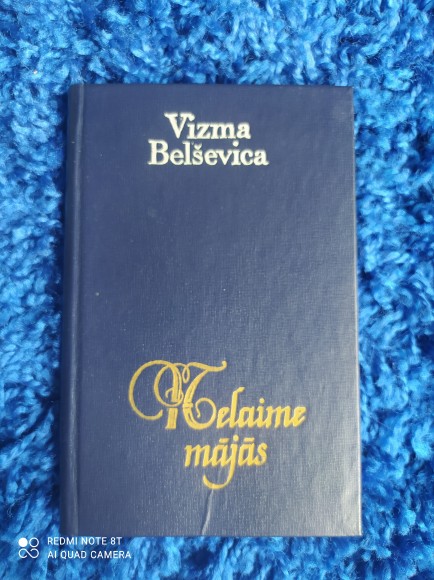 Vizma
Belševica
Nelaime
mājās
REDMI NOTE 8T
AI QUAD CAMERA